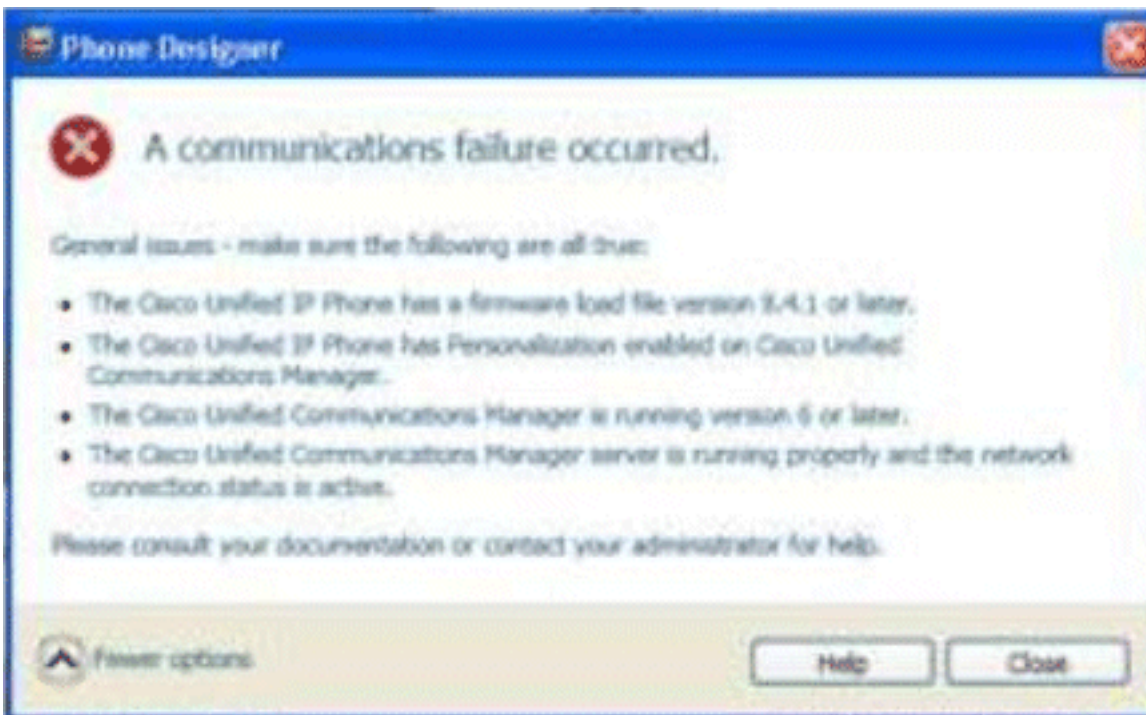 Phone Designer
A communications failure occurred.
General issues - make sure the following are all true:
• The Cisco Unified IP Phone has a firmware load file version 8.4.1 or later.
• The Cisco Unified IP Phone has Personalization enabled on Cisco Unified
Communications Manager.
• The Cisco Unified Communications Manager is running version 6 or later.
• The Cisco Unified Communications Manager server is running properly and the network
connection status is active.
Please consult your documentation or contact your administrator for help.
Fewer options
Help
Close